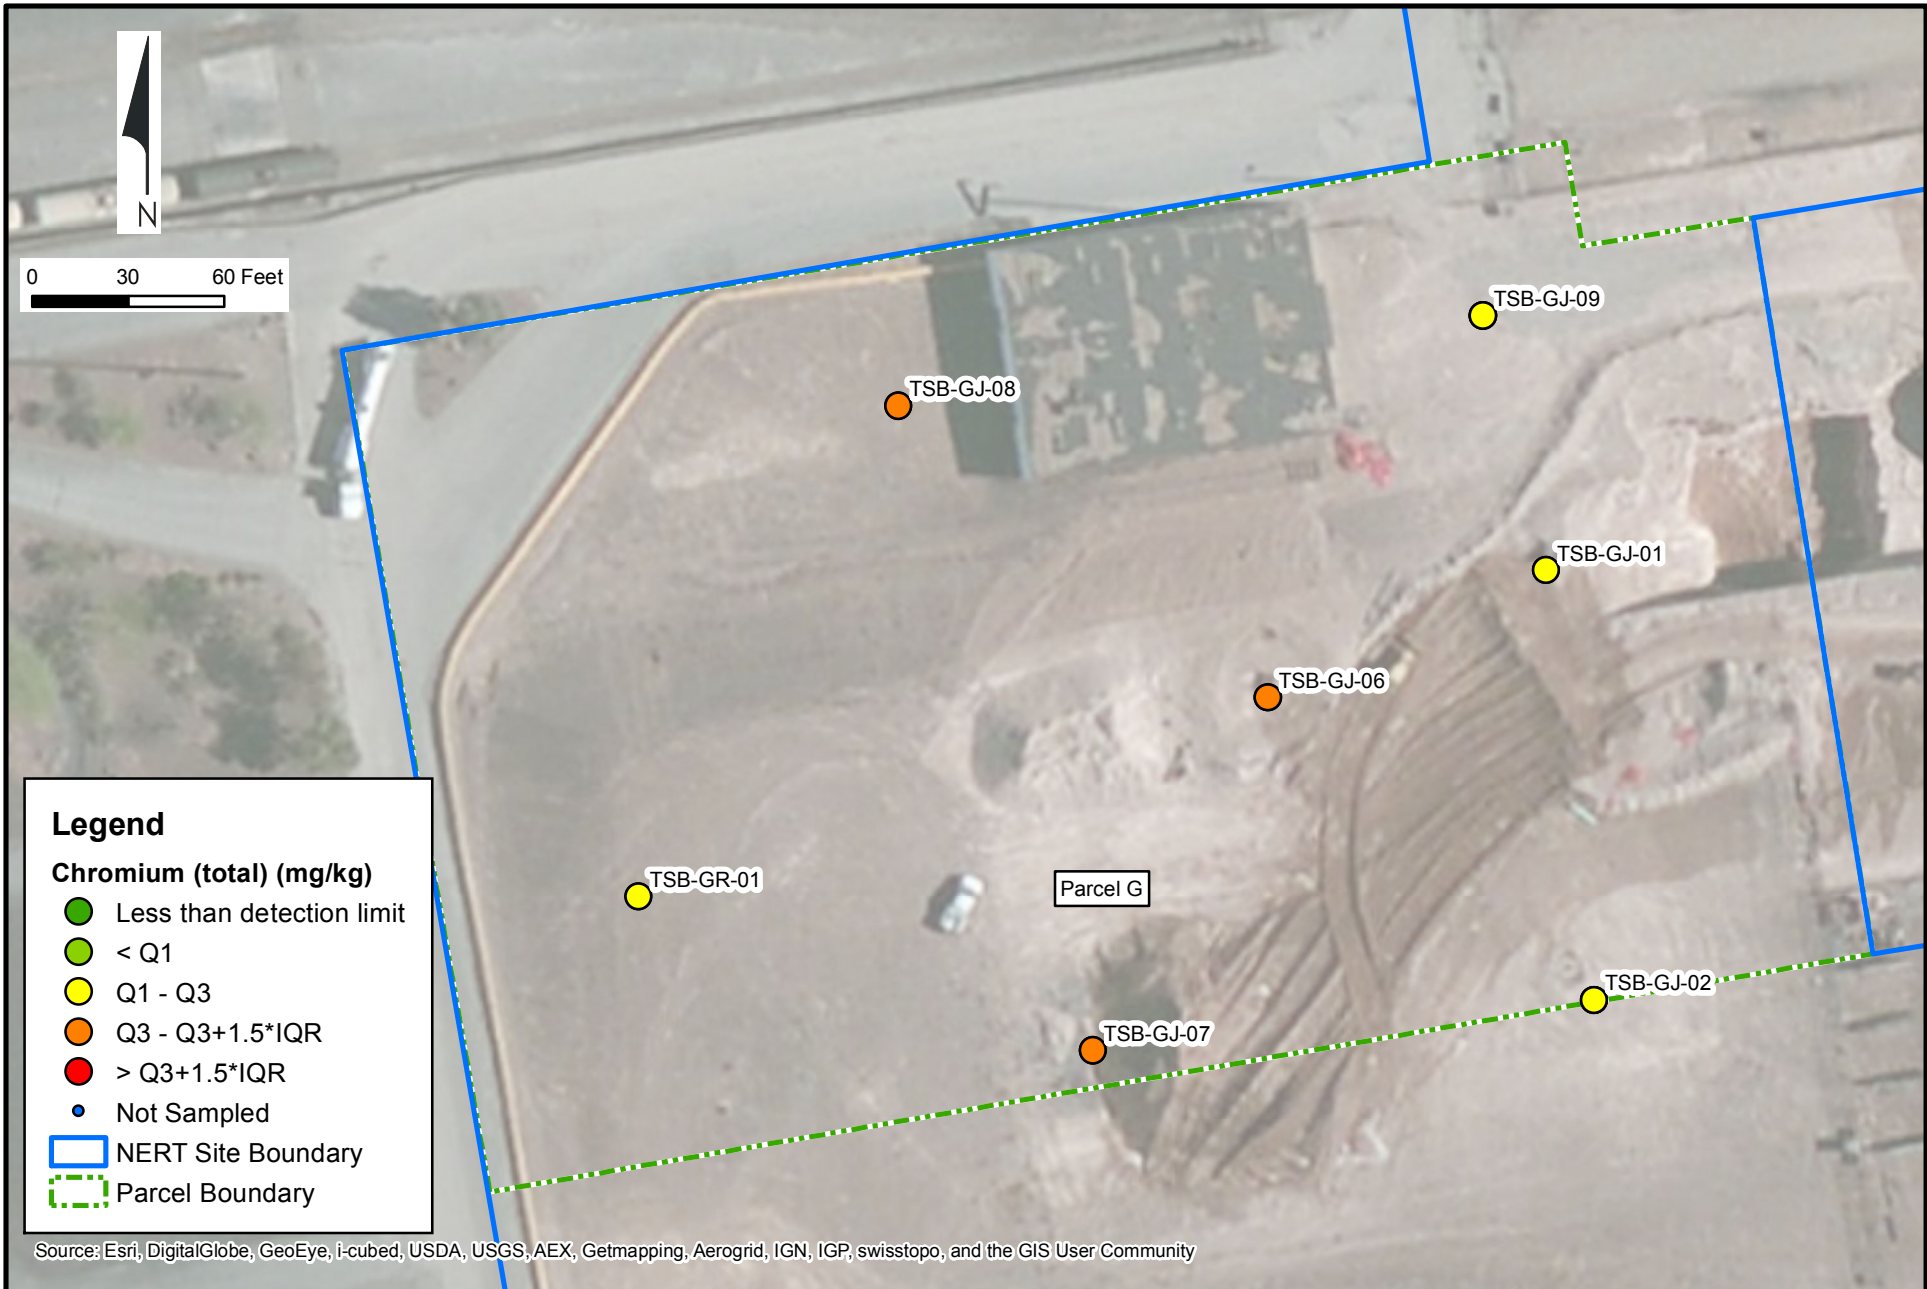 N
0 30 60 Feet
TSB-GJ-09
TSB-GJ-08
TSB-GJ-01
TSB-GJ-06
TSB-GR-01
Parcel G
TSB-GJ-02
TSB-GJ-07
Legend
Chromium (total) (mg/kg)
Less than detection limit
< Q1
Q1 - Q3
Q3 - Q3+1.5*IQR
> Q3+1.5*IQR
Not Sampled
NERT Site Boundary
Parcel Boundary
Source: Esri, DigitalGlobe, GeoEye, i-cubed, USDA, USGS, AEX, Getmapping, Aerogrid, IGN, IGP, swisstopo, and the GIS User Community